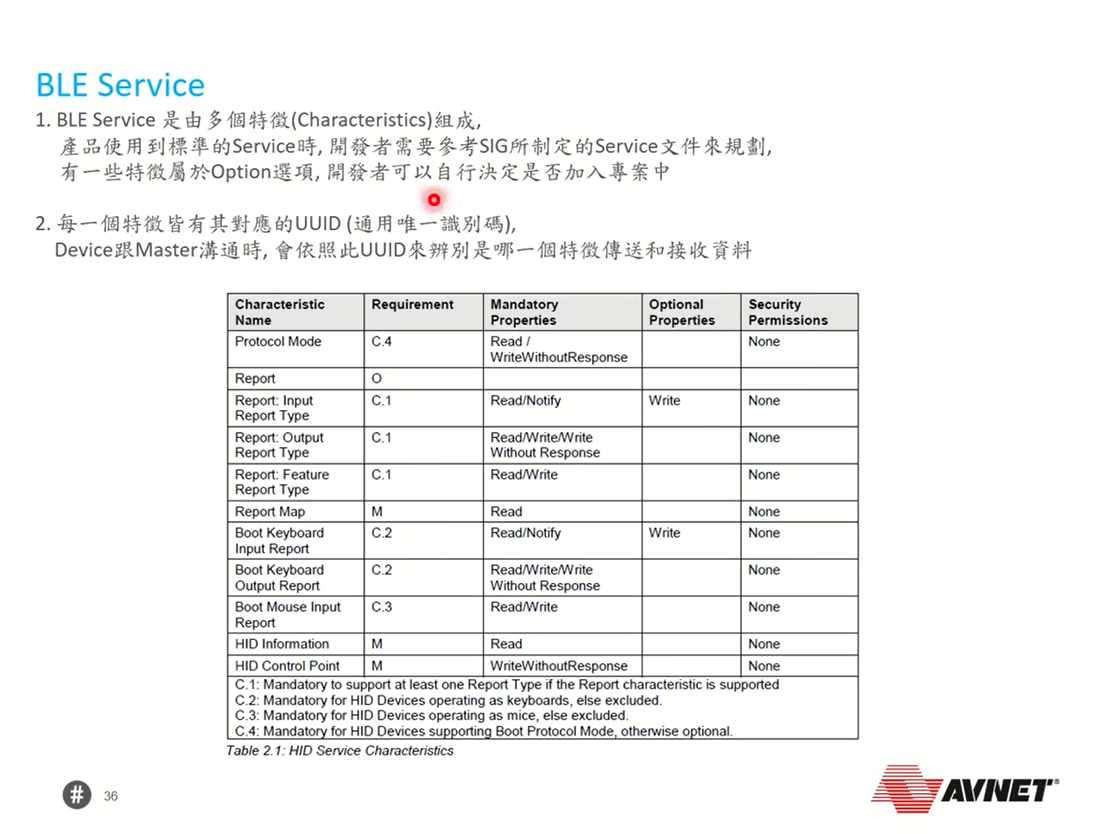 BLE Service
1. BLE Service 是由多個特徵(Characteristics)組成,
產品使用到標準的Service時, 開發者需要參考SIG所制定的Service文件來規劃,
有一些特徵屬於Option選項, 開發者可以自行決定是否加入專案中
2. 每一個特徵皆有其對應的UUID (通用唯一識別碼),
Device跟Master溝通時, 會依照此UUID來辨別是哪一個特徵傳送和接收資料
Characteristic Name | Requirement | Mandatory Properties | Optional Properties | Security Permissions
Protocol Mode | C.4 | Read / WriteWithoutResponse | | None
Report | O | | |
Report: Input Report Type | C.1 | Read/Notify | Write | None
Report: Output Report Type | C.1 | Read/Write/Write Without Response | | None
Report: Feature Report Type | C.1 | Read/Write | | None
Report Map | M | Read | | None
Boot Keyboard Input Report | C.2 | Read/Notify | Write | None
Boot Keyboard Output Report | C.2 | Read/Write/Write Without Response | | None
Boot Mouse Input Report | C.3 | Read/Write | | None
HID Information | M | Read | | None
HID Control Point | M | WriteWithoutResponse | | None
C.1: Mandatory to support at least one Report Type if the Report characteristic is supported
C.2: Mandatory for HID Devices operating as keyboards, else excluded.
C.3: Mandatory for HID Devices operating as mice, else excluded.
C.4: Mandatory for HID Devices supporting Boot Protocol Mode, otherwise optional.
Table 2.1: HID Service Characteristics
# 36
AVNET®